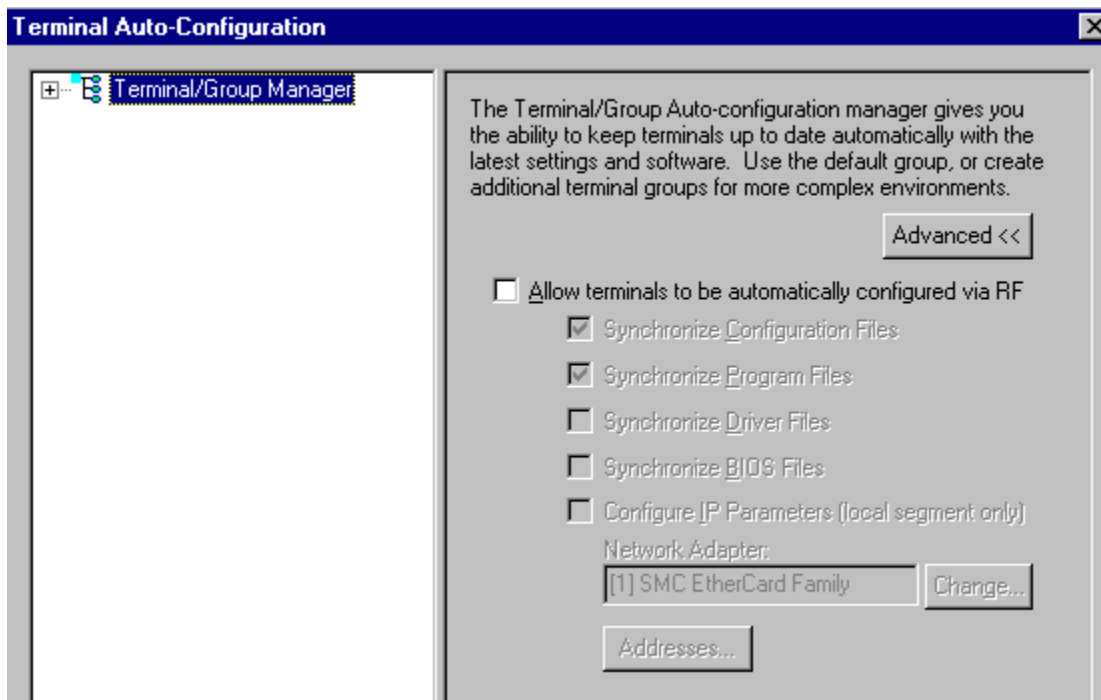 Terminal Auto-Configuration
Terminal/Group Manager
The Terminal/Group Auto-configuration manager gives you
the ability to keep terminals up to date automatically with the
latest settings and software.  Use the default group, or create
additional terminal groups for more complex environments.
Advanced <<
Allow terminals to be automatically configured via RF
Synchronize Configuration Files
Synchronize Program Files
Synchronize Driver Files
Synchronize BIOS Files
Configure IP Parameters (local segment only)
Network Adapter:
[1] SMC EtherCard Family
Change...
Addresses...